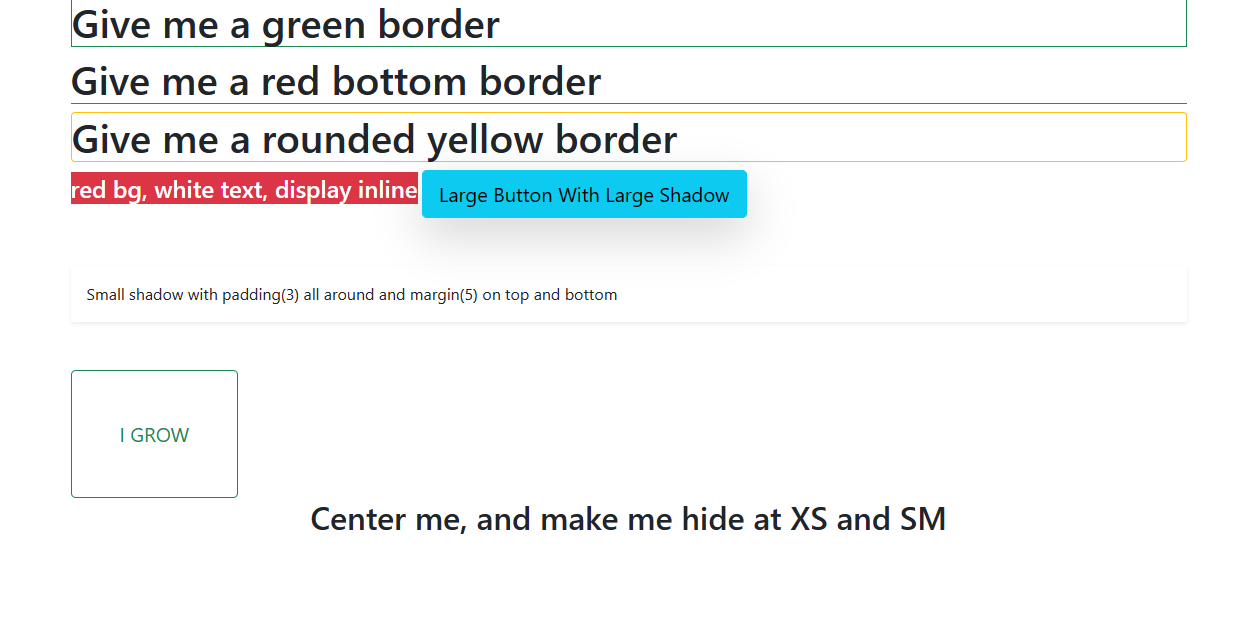 Give me a green border
Give me a red bottom border
Give me a rounded yellow border
red bg, white text, display inline
Large Button With Large Shadow
Small shadow with padding(3) all around and margin(5) on top and bottom
I GROW
Center me, and make me hide at XS and SM